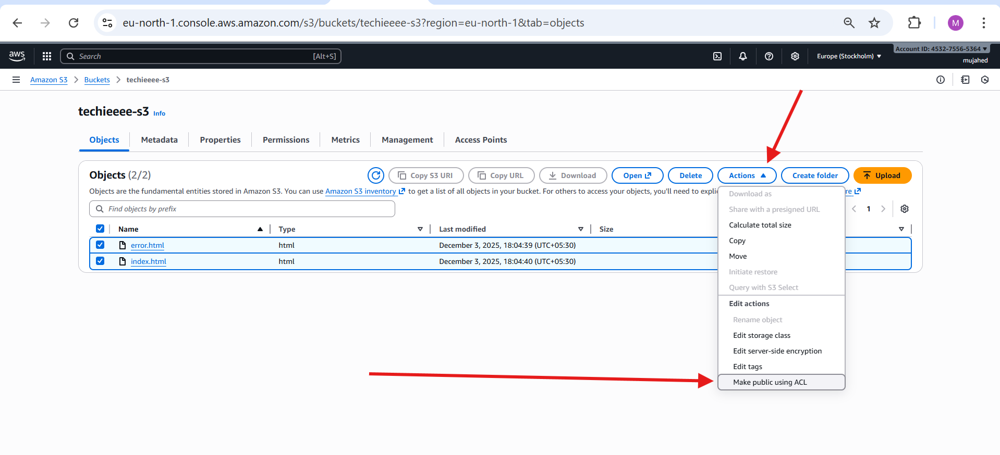 eu-north-1.console.aws.amazon.com/s3/buckets/techieeee-s3?region=eu-north-1&tab=objects
M
aws
Search
[Alt+S]
Europe (Stockholm)
Account ID: 4532-7556-5364
mujahed
Amazon S3 > Buckets > techieeee-s3
techieeee-s3 Info
Objects
Metadata
Properties
Permissions
Metrics
Management
Access Points
Objects (2/2)
Copy S3 URI
Copy URL
Download
Open
Delete
Actions
Create folder
Upload
Objects are the fundamental entities stored in Amazon S3. You can use Amazon S3 inventory to get a list of all objects in your bucket. For others to access your objects, you'll need to expli
re
Find objects by prefix
1
Name Type Last modified Size
error.html html December 3, 2025, 18:04:39 (UTC+05:30)
index.html html December 3, 2025, 18:04:40 (UTC+05:30)
Download as
Share with a presigned URL
Calculate total size
Copy
Move
Initiate restore
Query with S3 Select
Edit actions
Rename object
Edit storage class
Edit server-side encryption
Edit tags
Make public using ACL